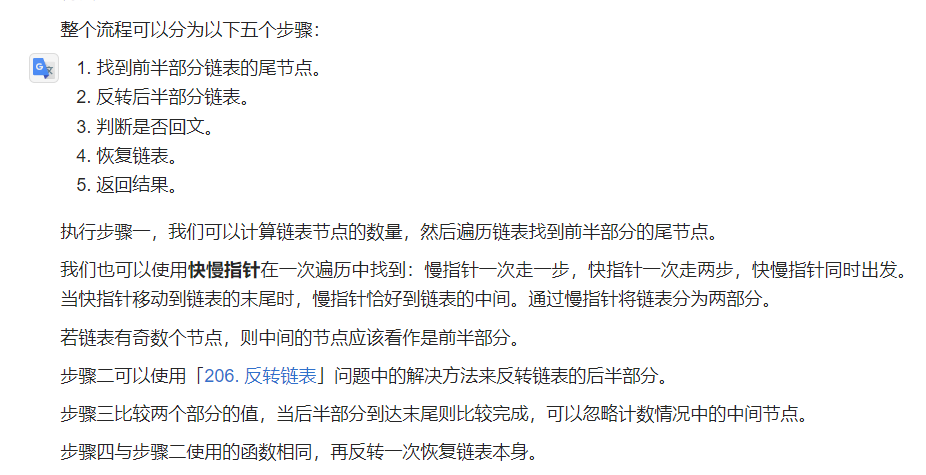 整个流程可以分为以下五个步骤：
1. 找到前半部分链表的尾节点。
2. 反转后半部分链表。
3. 判断是否回文。
4. 恢复链表。
5. 返回结果。
执行步骤一，我们可以计算链表节点的数量，然后遍历链表找到前半部分的尾节点。
我们也可以使用快慢指针在一次遍历中找到：慢指针一次走一步，快指针一次走两步，快慢指针同时出发。
当快指针移动到链表的末尾时，慢指针恰好到链表的中间。通过慢指针将链表分为两部分。
若链表有奇数个节点，则中间的节点应该看作是前半部分。
步骤二可以使用「206. 反转链表」问题中的解决方法来反转链表的后半部分。
步骤三比较两个部分的值，当后半部分到达末尾则比较完成，可以忽略计数情况中的中间节点。
步骤四与步骤二使用的函数相同，再反转一次恢复链表本身。